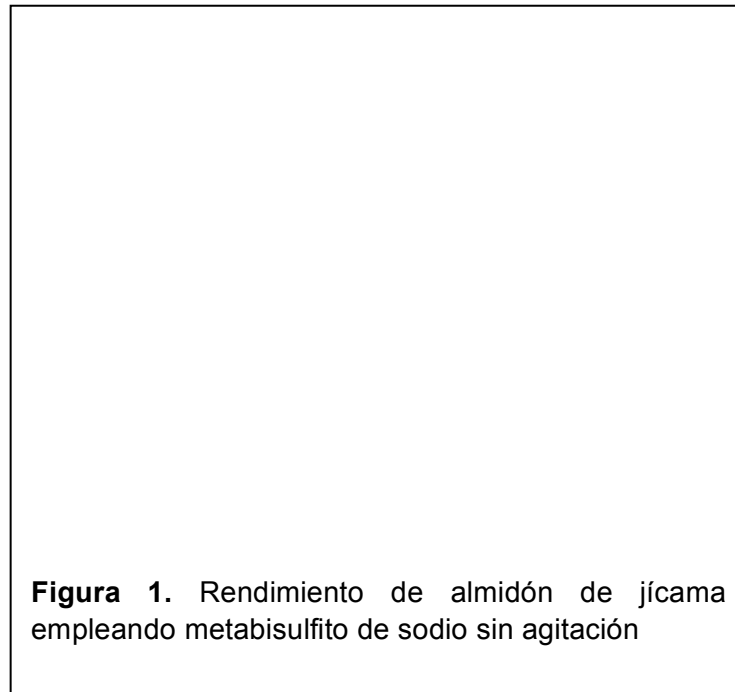 Figura 1. Rendimiento de almidón de jícama
empleando metabisulfito de sodio sin agitación